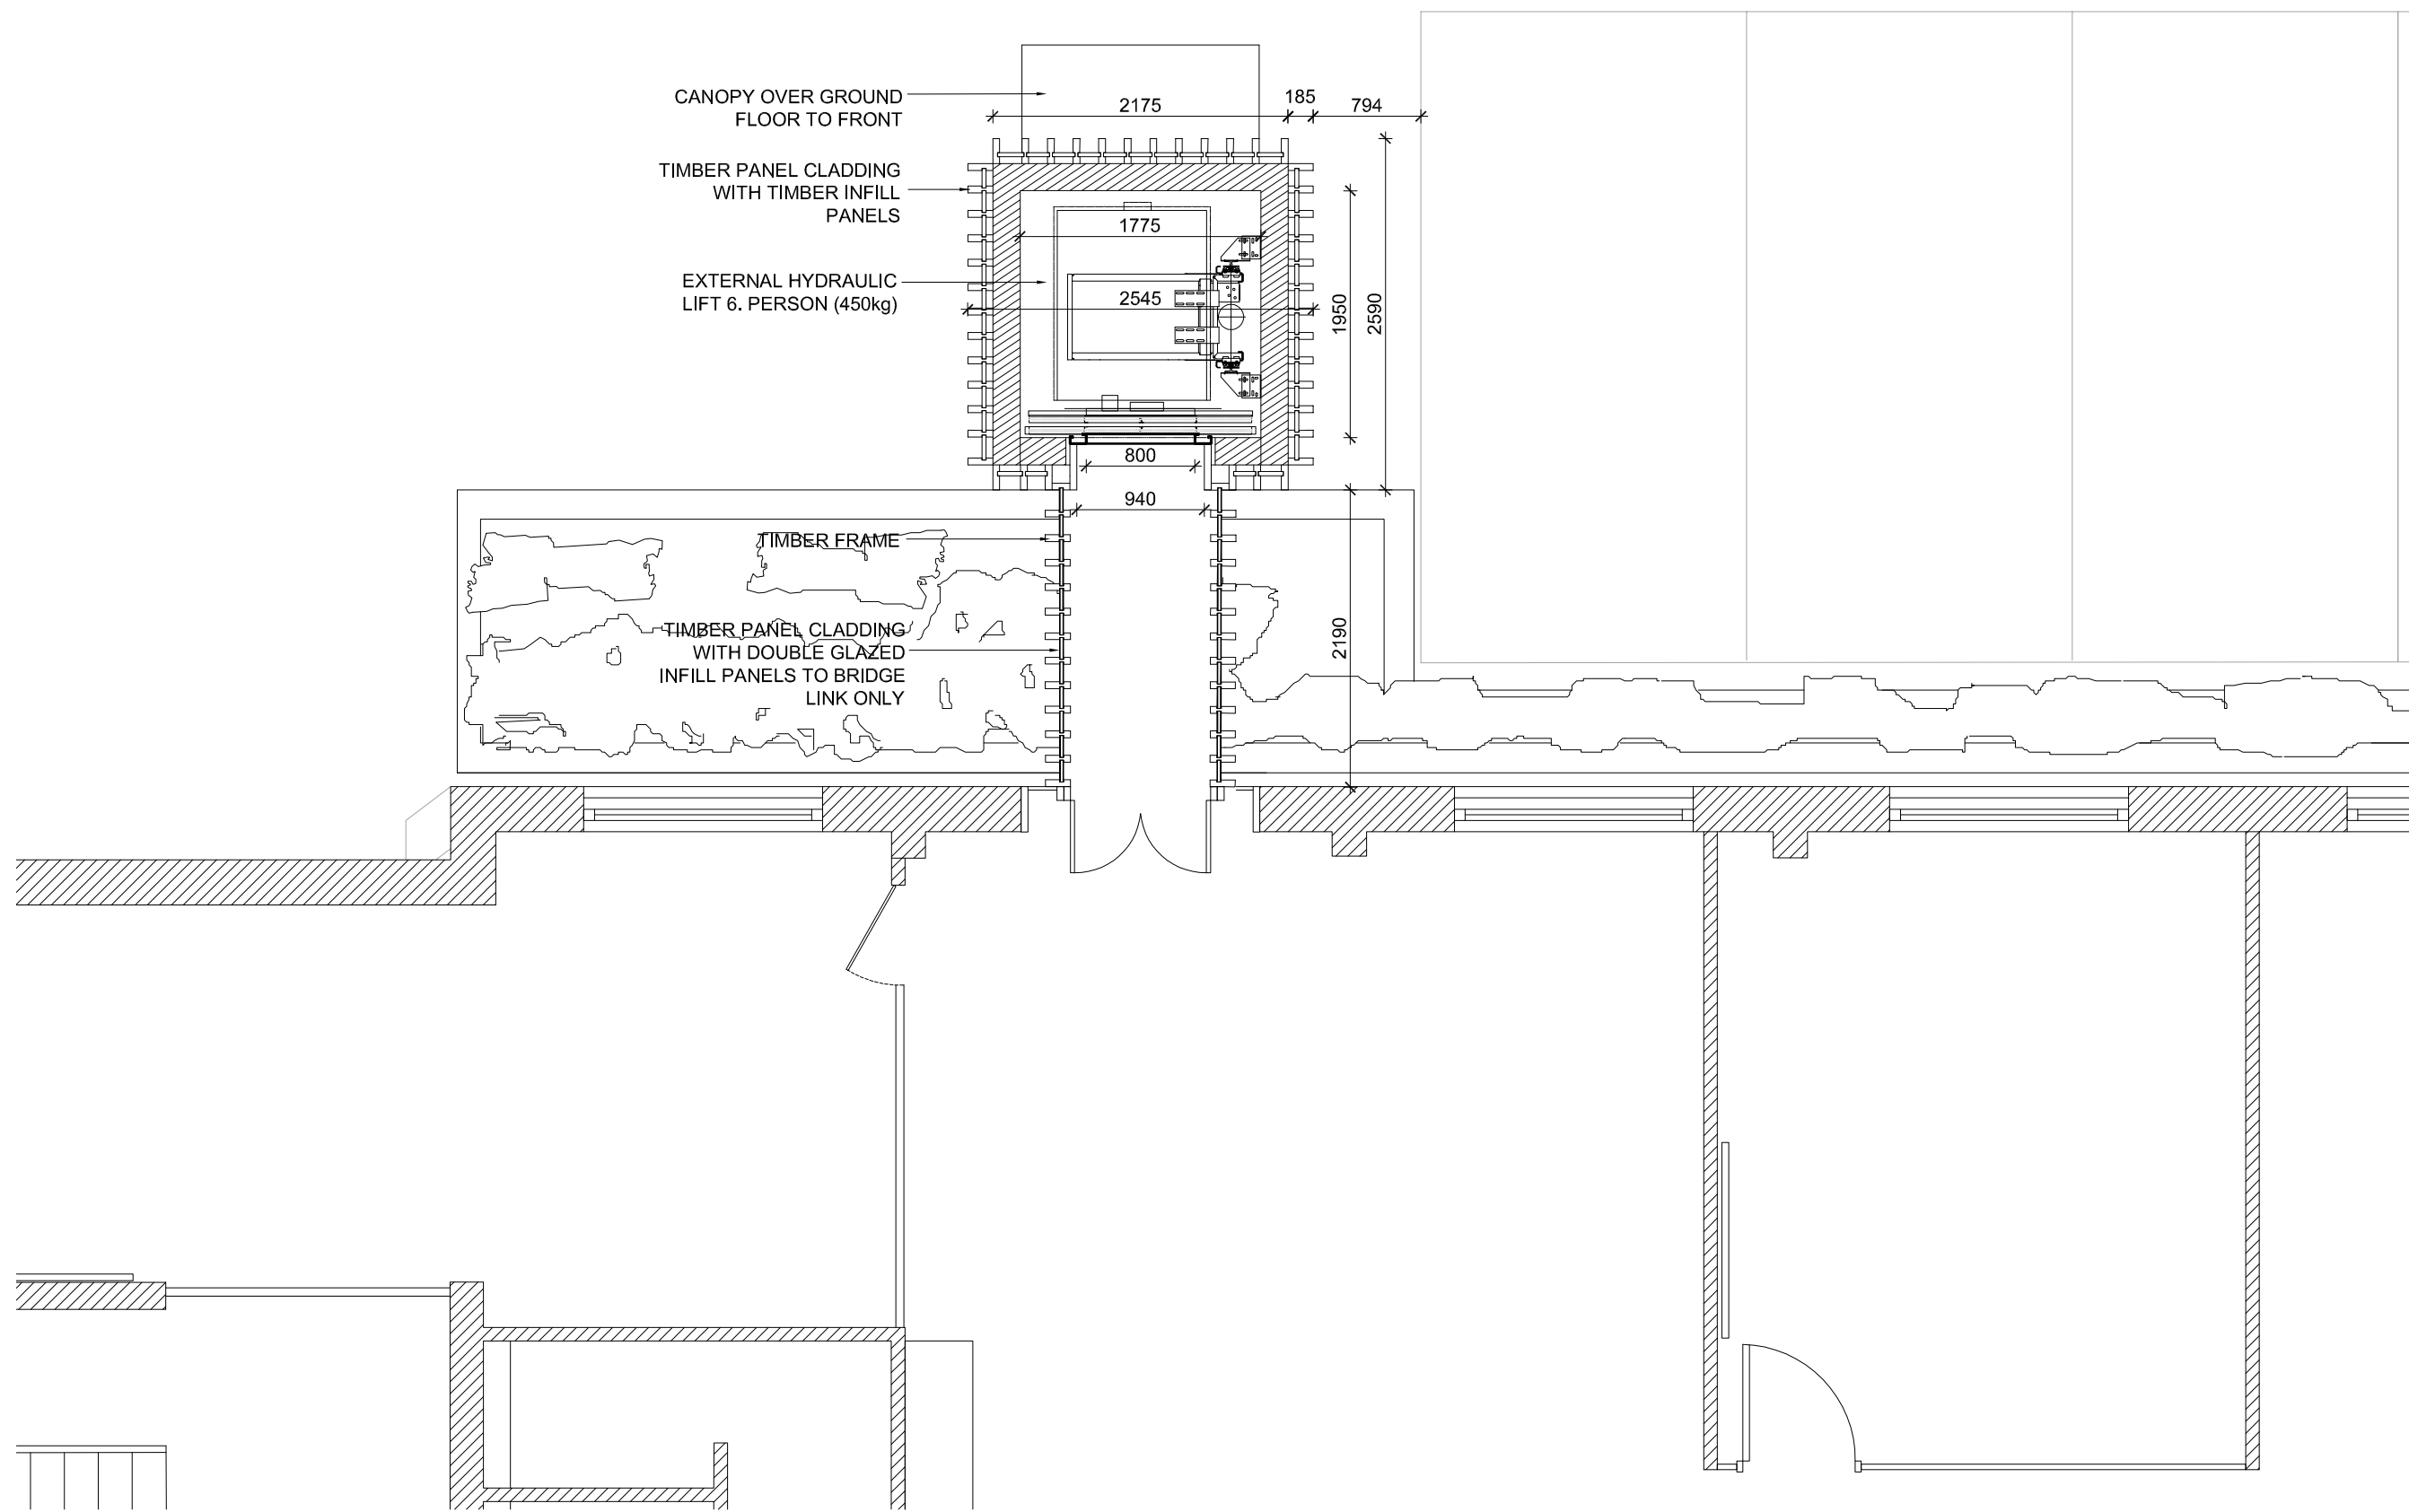 CANOPY OVER GROUND
FLOOR TO FRONT
2175
185
794
TIMBER PANEL CLADDING
WITH TIMBER INFILL
PANELS
1775
EXTERNAL HYDRAULIC
LIFT 6. PERSON (450kg)
2545
1950
2590
800
940
TIMBER FRAME
TIMBER PANEL CLADDING
WITH DOUBLE GLAZED
INFILL PANELS TO BRIDGE
LINK ONLY
2190